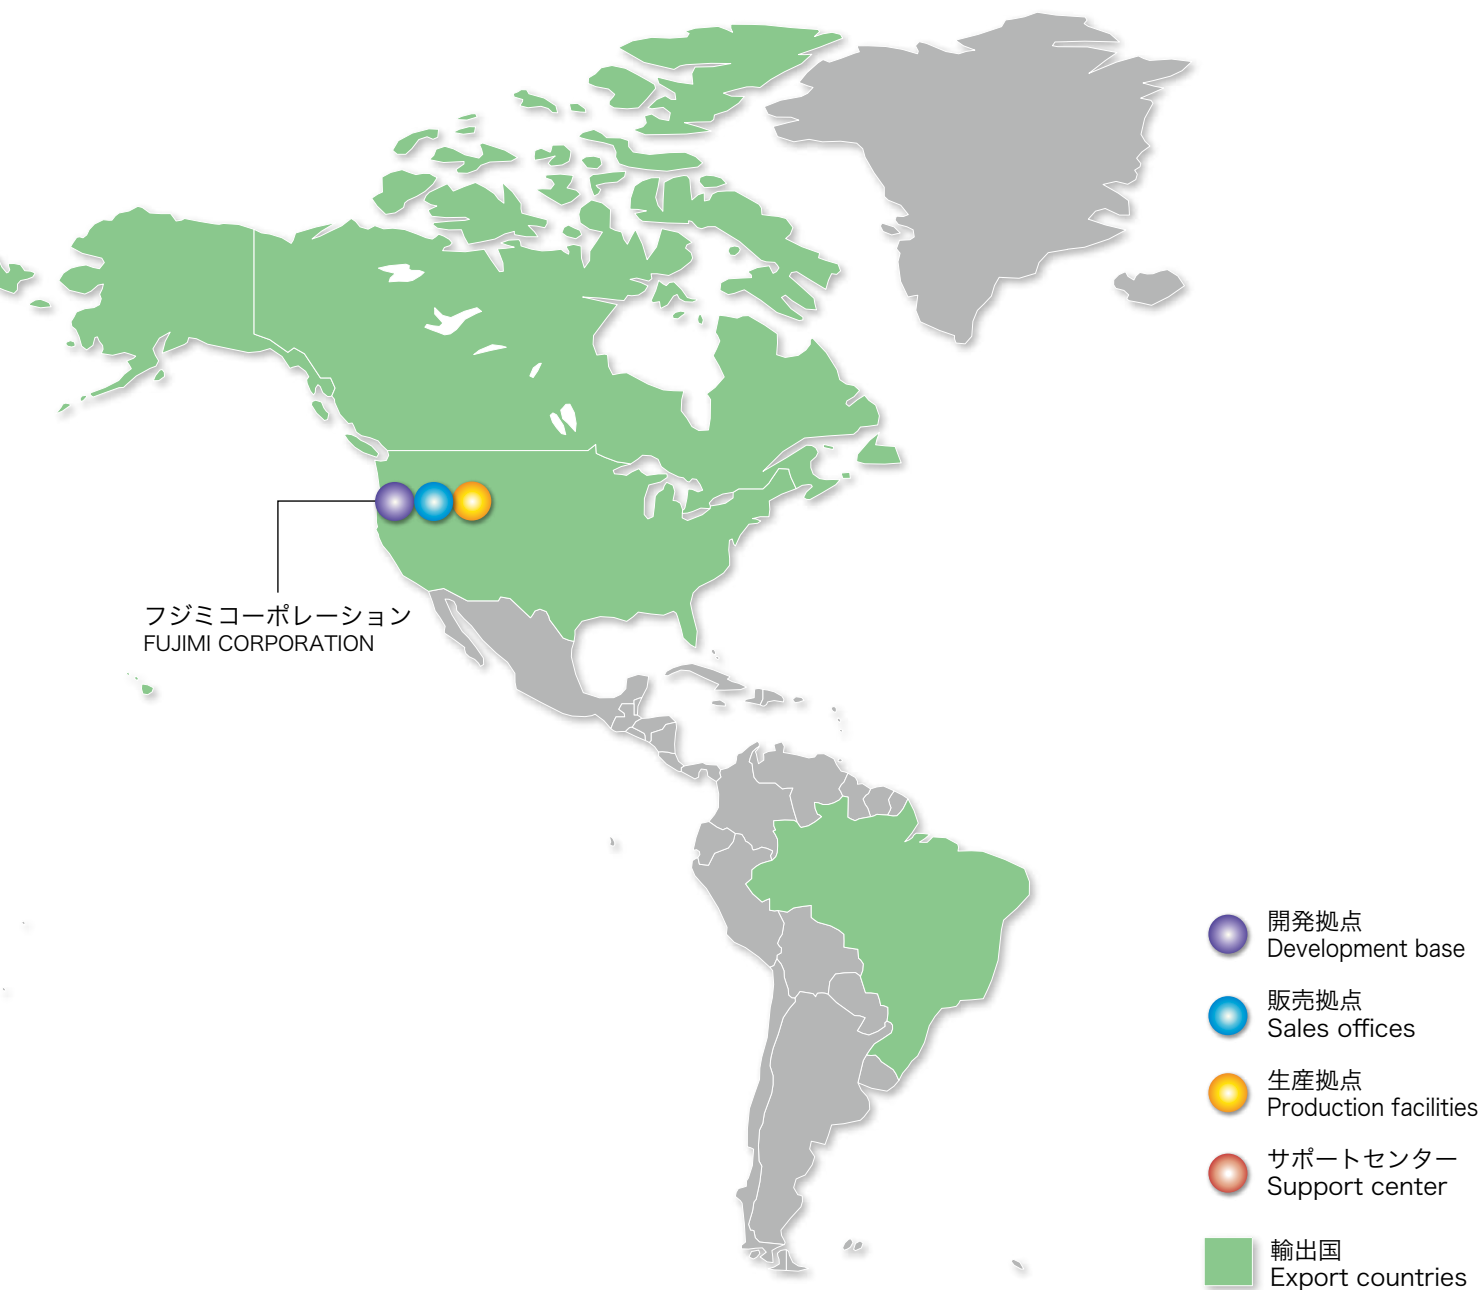 フジミコーポレーション
FUJIMI CORPORATION
開発拠点
Development base
販売拠点
Sales offices
生産拠点
Production facilities
サポートセンター
Support center
輸出国
Export countries